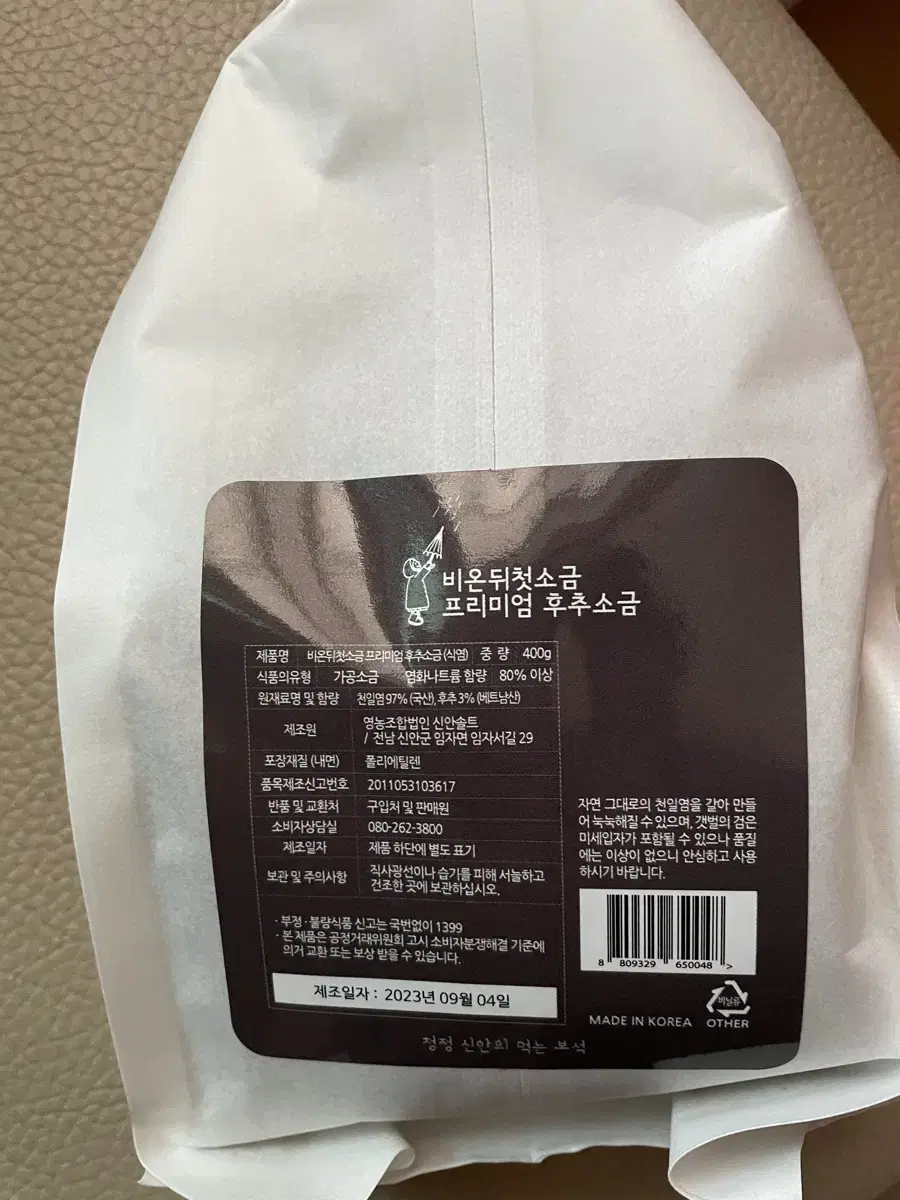 비온뒤첫소금
프리미엄 후추소금
제품명 비온뒤첫소금 프리미엄 후추소금 (식염) 중 량 400g
식품의유형 가공소금 염화나트륨 함량 80% 이상
원재료명 및 함량 천일염 97% (국산), 후추 3% (베트남산)
제조원 영농조합법인 신안솔트
/ 전남 신안군 임자면 임자서길 29
포장재질 (내면) 폴리에틸렌
품목제조신고번호 2011053103617
반품 및 교환처 구입처 및 판매원
소비자상담실 080-262-3800
제조일자 제품 하단에 별도 표기
보관 및 주의사항 직사광선이나 습기를 피해 서늘하고
건조한 곳에 보관하십시오.
· 부정 · 불량식품 신고는 국번없이 1399
· 본 제품은 공정거래위원회 고시 소비자분쟁해결 기준에
의거 교환 또는 보상 받을 수 있습니다.
제조일자 : 2023년 09월 04일
자연 그대로의 천일염을 갈아 만들
어 눅눅해질 수 있으며, 갯벌의 검은
미세입자가 포함될 수 있으나 품질
에는 이상이 없으니 안심하고 사용
하시기 바랍니다.
8 809329 650048 >
비닐류
MADE IN KOREA OTHER
청정 신안의 먹는 보석